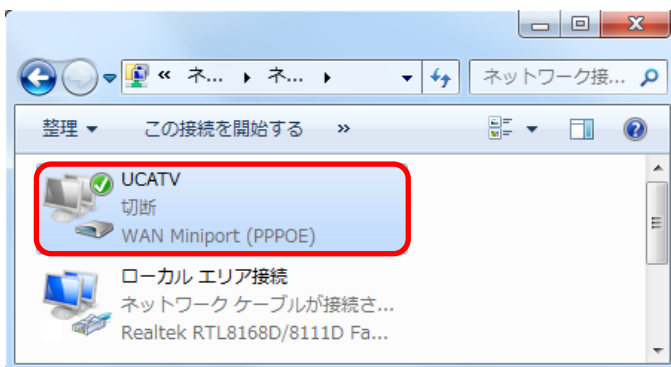 « ネ... ▸ ネ... ▸
ネットワーク接...
整理 ▼ この接続を開始する »
UCATV
切断
WAN Miniport (PPPOE)
ローカル エリア接続
ネットワーク ケーブルが接続さ...
Realtek RTL8168D/8111D Fa...